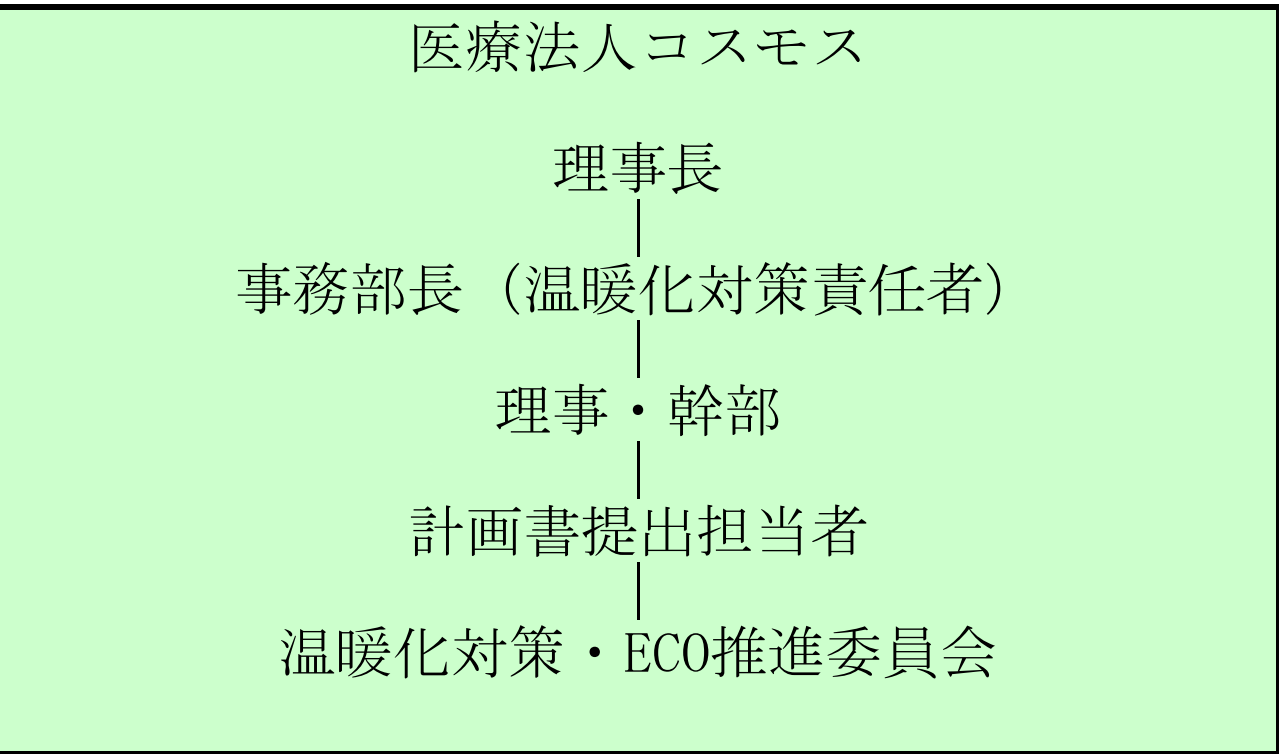 医療法人コスモス
理事長
事務部長（温暖化対策責任者）
理事・幹部
計画書提出担当者
温暖化対策・ECO推進委員会